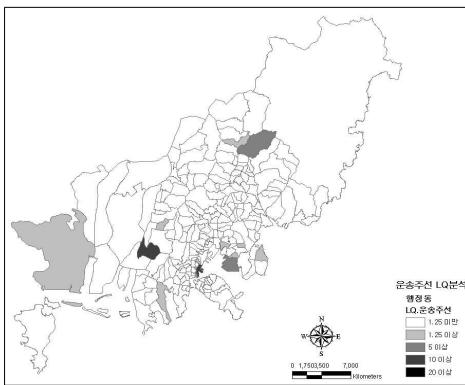 운송주선 LQ분석
행정동
LQ.운송주선
1.25 미만
1.25 이상
5 이상
10 이상
20 이상
N
W
E
S
0 1,7503,500 7,000
Kilometers